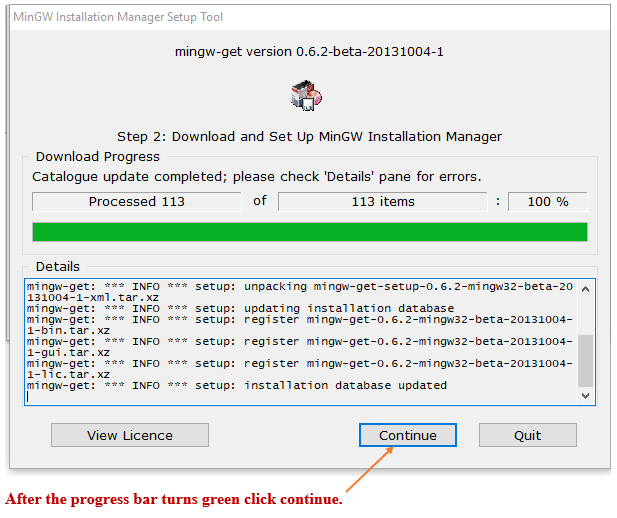 MinGW Installation Manager Setup Tool
mingw-get version 0.6.2-beta-20131004-1
Step 2: Download and Set Up MinGW Installation Manager
Download Progress
Catalogue update completed; please check 'Details' pane for errors.
Processed 113 of 113 items : 100 %
Details
mingw-get: *** INFO *** setup: unpacking mingw-get-setup-0.6.2-mingw32-beta-20
131004-1-xml.tar.xz
mingw-get: *** INFO *** setup: updating installation database
mingw-get: *** INFO *** setup: register mingw-get-0.6.2-mingw32-beta-20131004-
1-bin.tar.xz
mingw-get: *** INFO *** setup: register mingw-get-0.6.2-mingw32-beta-20131004-
1-gui.tar.xz
mingw-get: *** INFO *** setup: register mingw-get-0.6.2-mingw32-beta-20131004-
1-lic.tar.xz
mingw-get: *** INFO *** setup: installation database updated
View Licence Continue Quit
After the progress bar turns green click continue.